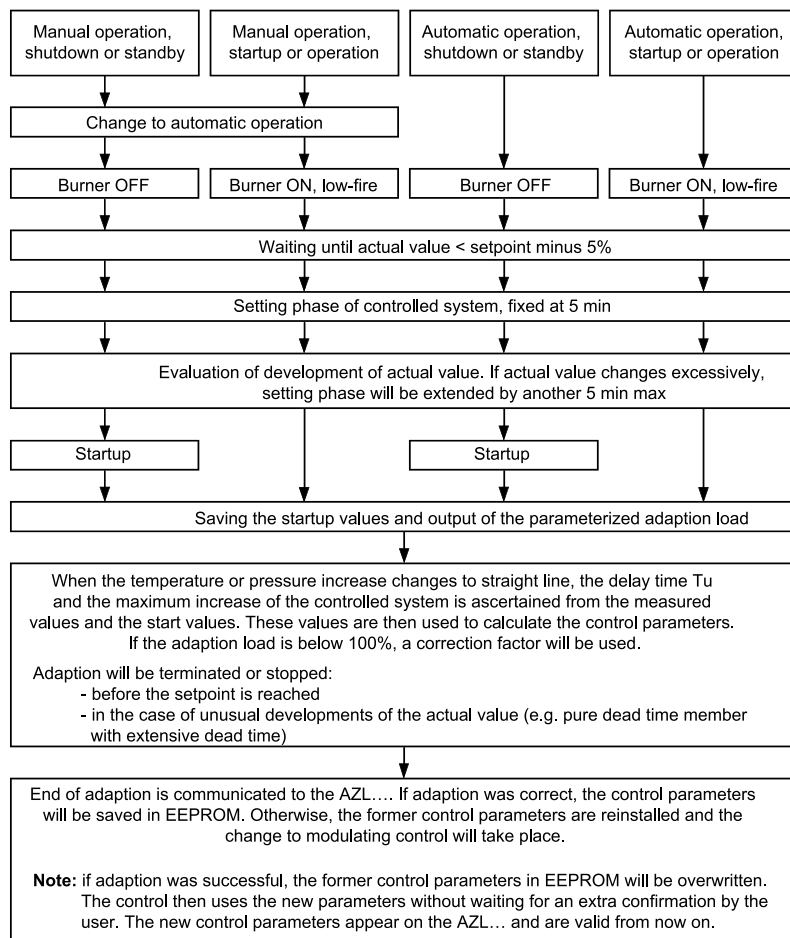 Manual operation,
shutdown or standby
Manual operation,
startup or operation
Automatic operation,
shutdown or standby
Automatic operation,
startup or operation
Change to automatic operation
Burner OFF
Burner ON, low-fire
Burner OFF
Burner ON, low-fire
Waiting until actual value < setpoint minus 5%
Setting phase of controlled system, fixed at 5 min
Evaluation of development of actual value. If actual value changes excessively,
setting phase will be extended by another 5 min max
Startup
Startup
Saving the startup values and output of the parameterized adaption load
When the temperature or pressure increase changes to straight line, the delay time Tu
and the maximum increase of the controlled system is ascertained from the measured
values and the start values. These values are then used to calculate the control parameters.
If the adaption load is below 100%, a correction factor will be used.
Adaption will be terminated or stopped:
- before the setpoint is reached
- in the case of unusual developments of the actual value (e.g. pure dead time member
with extensive dead time)
End of adaption is communicated to the AZL.... If adaption was correct, the control parameters
will be saved in EEPROM. Otherwise, the former control parameters are reinstalled and the
change to modulating control will take place.
Note: if adaption was successful, the former control parameters in EEPROM will be overwritten.
The control then uses the new parameters without waiting for an extra confirmation by the
user. The new control parameters appear on the AZL... and are valid from now on.